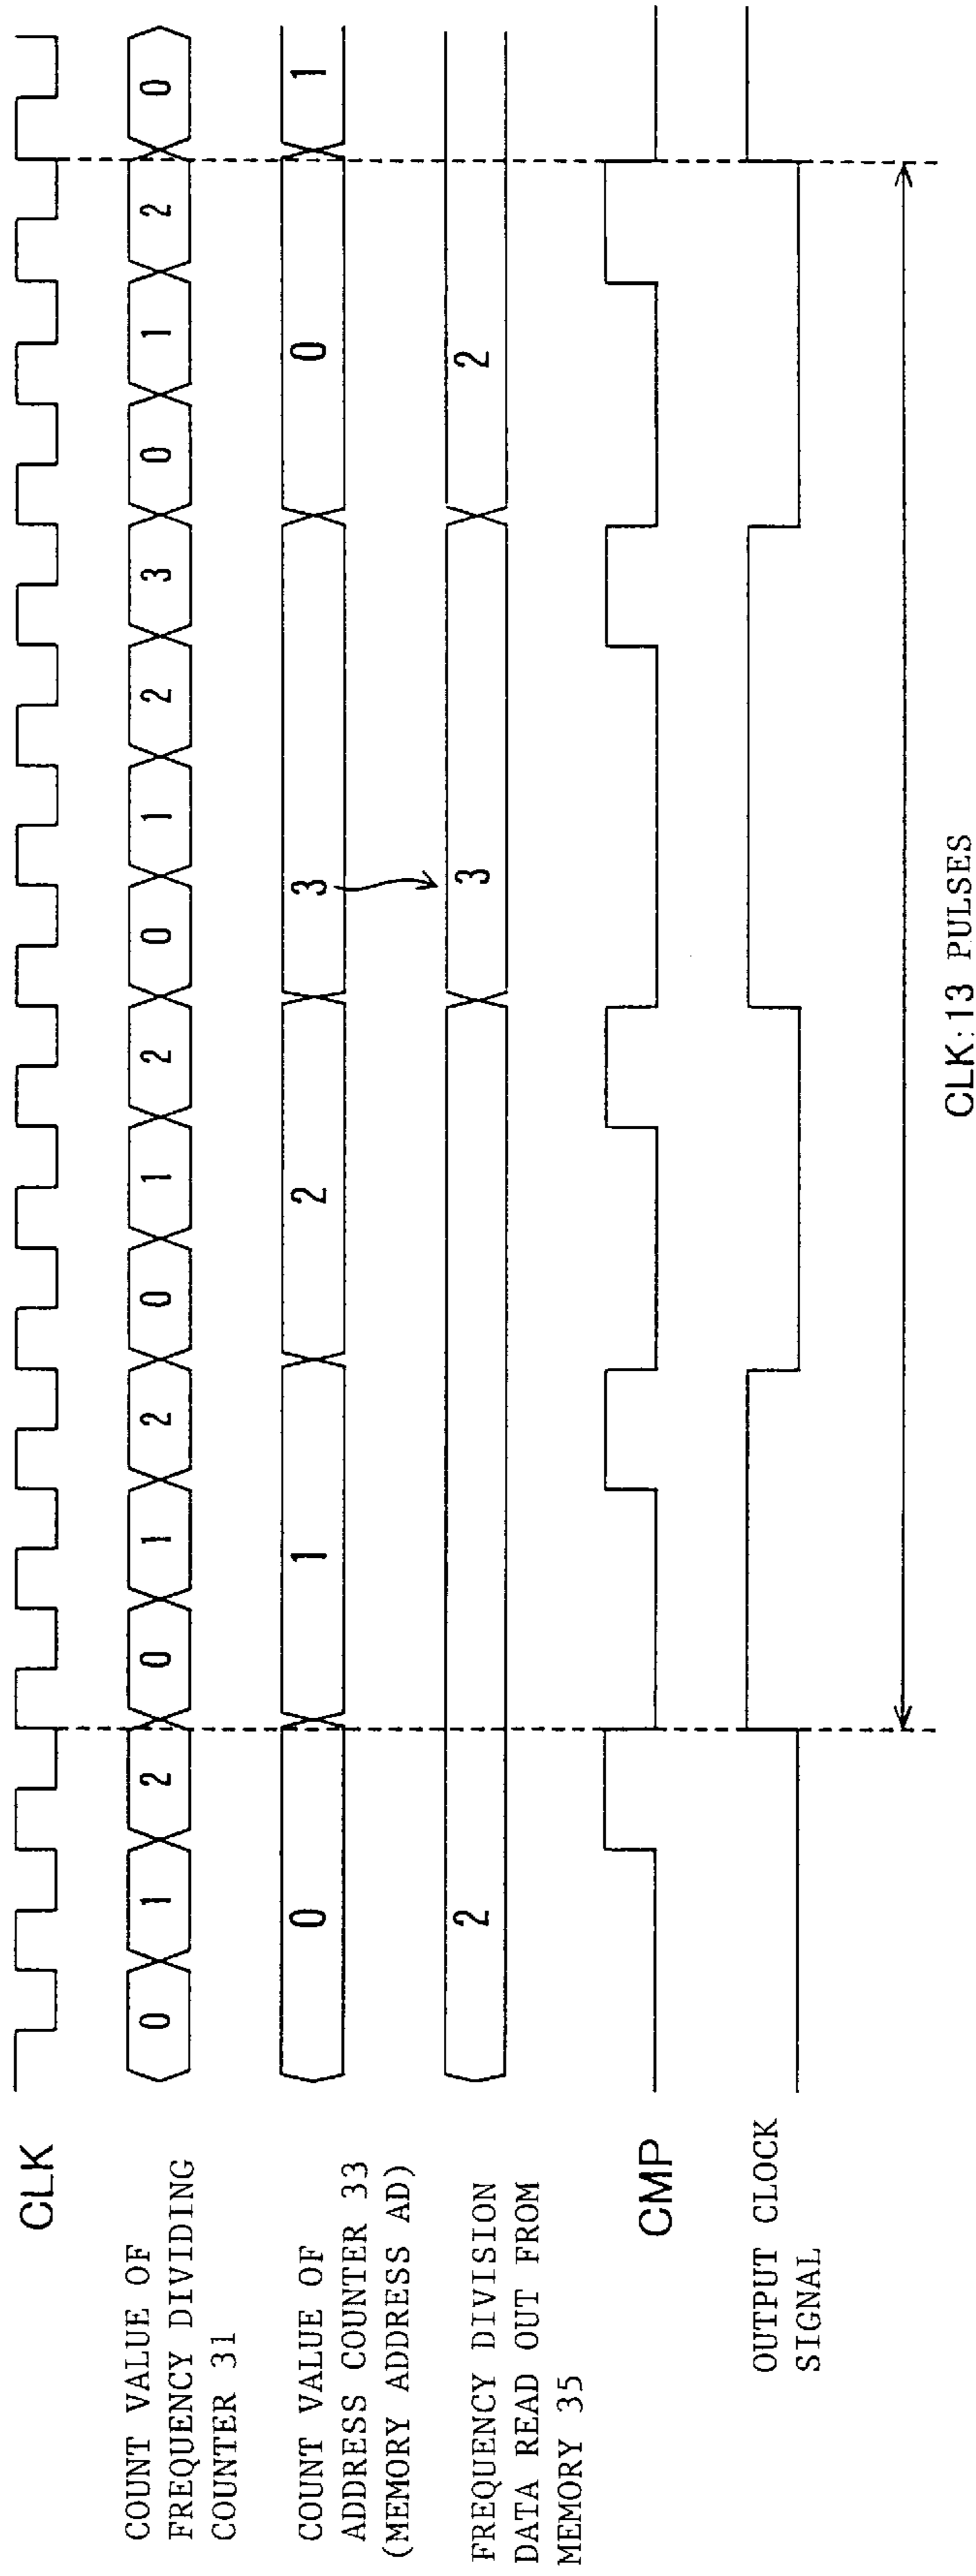 CLK
COUNT VALUE OF
FREQUENCY DIVIDING
COUNTER 31
0 1 2 0 1 2 0 1 2 0 1 2 3 0 1 2 0
COUNT VALUE OF
ADDRESS COUNTER 33
(MEMORY ADDRESS AD)
0 1 2 3 0 1
FREQUENCY DIVISION
DATA READ OUT FROM
MEMORY 35
2 3 2
CMP
OUTPUT CLOCK
SIGNAL
CLK:13 PULSES